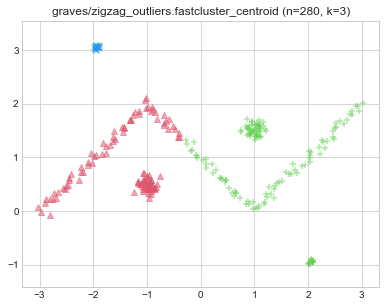 graves/zigzag_outliers.fastcluster_centroid (n=280, k=3)
3
2
1
0
−1
−3 −2 −1 0 1 2 3